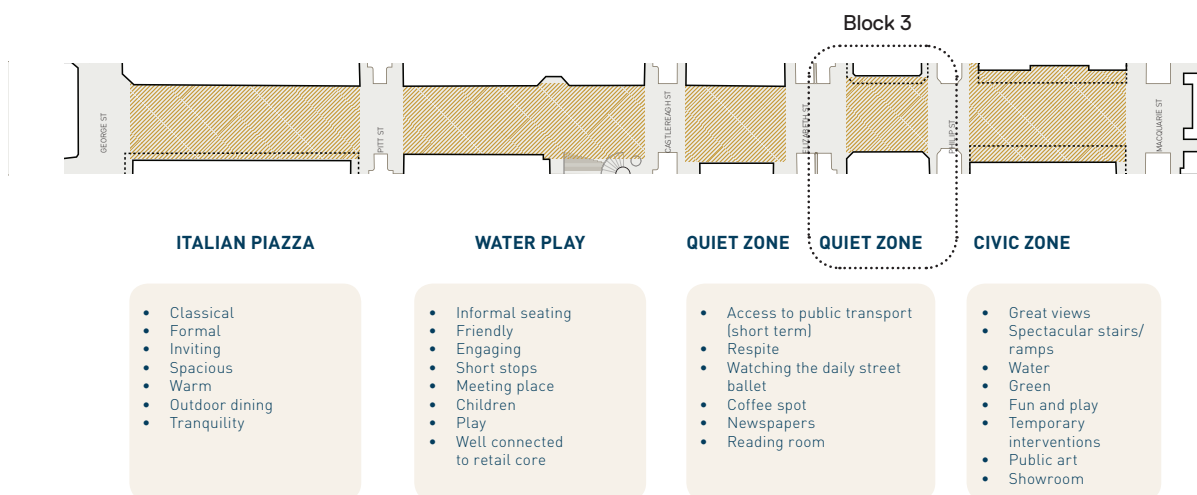 Block 3
GEORGE ST
PITT ST
CASTLEREAGH ST
ELIZABETH ST
PHILIP ST
MACQUARIE ST
ITALIAN PIAZZA
WATER PLAY
QUIET ZONE
QUIET ZONE
CIVIC ZONE
• Classical
• Formal
• Inviting
• Spacious
• Warm
• Outdoor dining
• Tranquility
• Informal seating
• Friendly
• Engaging
• Short stops
• Meeting place
• Children
• Play
• Well connected
to retail core
• Access to public transport
(short term)
• Respite
• Watching the daily street
ballet
• Coffee spot
• Newspapers
• Reading room
• Great views
• Spectacular stairs/
ramps
• Water
• Green
• Fun and play
• Temporary
interventions
• Public art
• Showroom